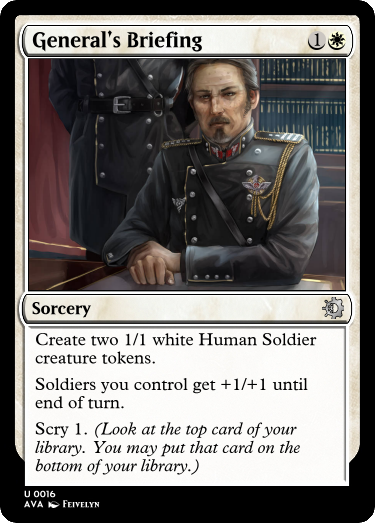 General's Briefing 1
Sorcery
Create two 1/1 white Human Soldier
creature tokens.
Soldiers you control get +1/+1 until
end of turn.
Scry 1. (Look at the top card of your
library. You may put that card on the
bottom of your library.)
U 0016
AVA Feivelyn